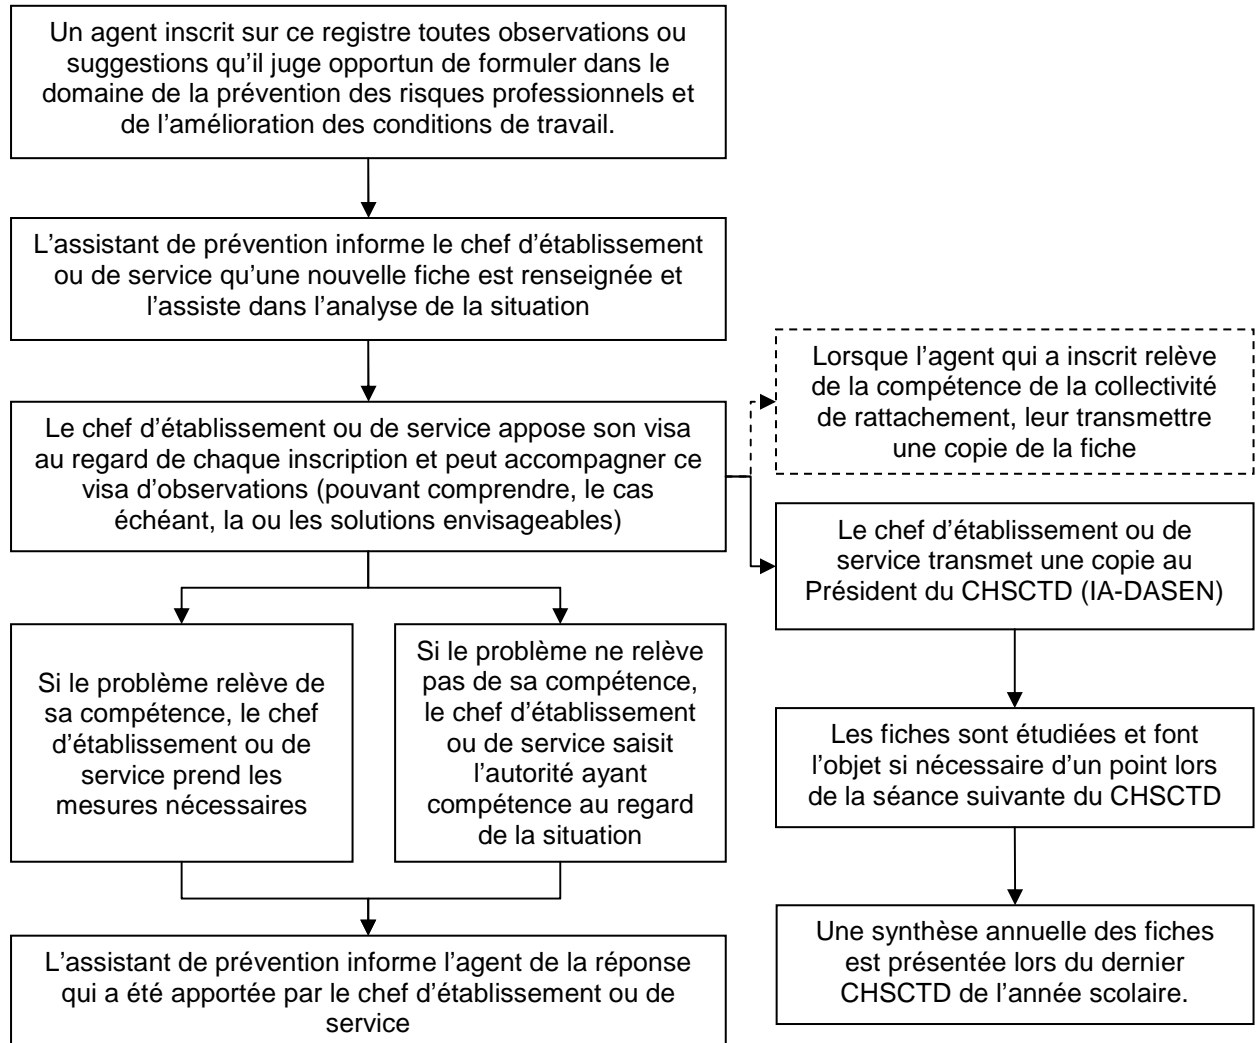 Un agent inscrit sur ce registre toutes observations ou
suggestions qu’il juge opportun de formuler dans le
domaine de la prévention des risques professionnels et
de l’amélioration des conditions de travail.
L’assistant de prévention informe le chef d’établissement
ou de service qu’une nouvelle fiche est renseignée et
l’assiste dans l’analyse de la situation
Le chef d’établissement ou de service appose son visa
au regard de chaque inscription et peut accompagner ce
visa d’observations (pouvant comprendre, le cas
échéant, la ou les solutions envisageables)
Lorsque l’agent qui a inscrit relève
de la compétence de la collectivité
de rattachement, leur transmettre
une copie de la fiche
Le chef d’établissement ou de
service transmet une copie au
Président du CHSCTD (IA-DASEN)
Si le problème relève de
sa compétence, le chef
d’établissement ou de
service prend les
mesures nécessaires
Si le problème ne relève
pas de sa compétence,
le chef d’établissement
ou de service saisit
l’autorité ayant
compétence au regard
de la situation
Les fiches sont étudiées et font
l’objet si nécessaire d’un point lors
de la séance suivante du CHSCTD
L’assistant de prévention informe l’agent de la réponse
qui a été apportée par le chef d’établissement ou de
service
Une synthèse annuelle des fiches
est présentée lors du dernier
CHSCTD de l’année scolaire.